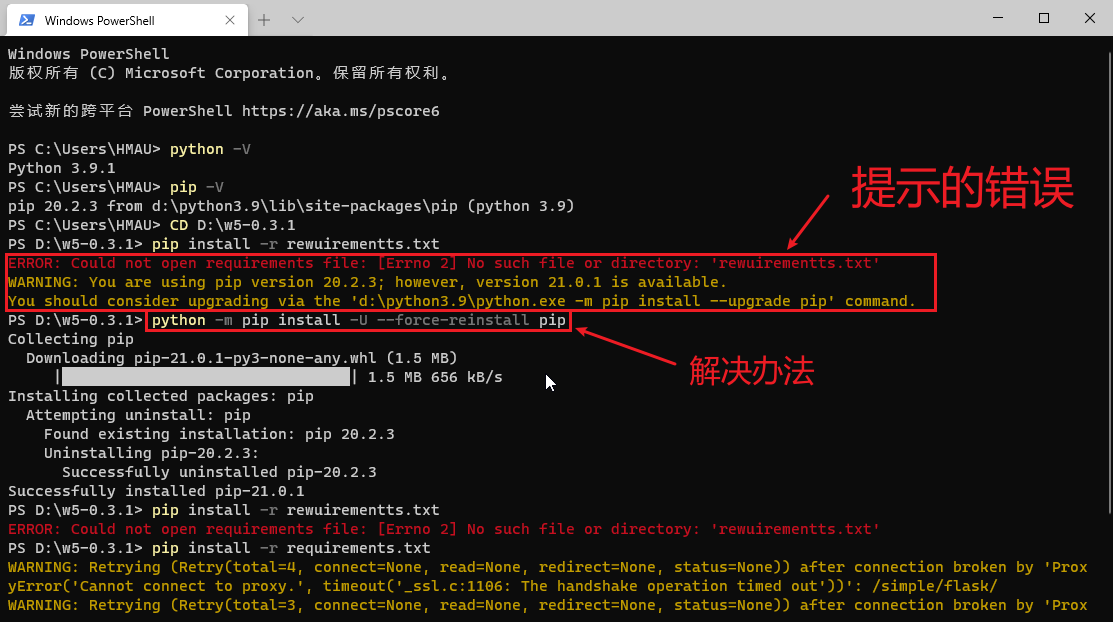 Windows PowerShell
Windows PowerShell
版权所有 (C) Microsoft Corporation。保留所有权利。
尝试新的跨平台 PowerShell https://aka.ms/pscore6
PS C:\Users\HMAU> python -V
Python 3.9.1
PS C:\Users\HMAU> pip -V
pip 20.2.3 from d:\python3.9\lib\site-packages\pip (python 3.9)
PS C:\Users\HMAU> CD D:\w5-0.3.1
PS D:\w5-0.3.1> pip install -r rewuirementts.txt
提示的错误
ERROR: Could not open requirements file: [Errno 2] No such file or directory: 'rewuirementts.txt'
WARNING: You are using pip version 20.2.3; however, version 21.0.1 is available.
You should consider upgrading via the 'd:\python3.9\python.exe -m pip install --upgrade pip' command.
PS D:\w5-0.3.1> python -m pip install -U --force-reinstall pip
Collecting pip
Downloading pip-21.0.1-py3-none-any.whl (1.5 MB)
解决办法
| | 1.5 MB 656 kB/s
Installing collected packages: pip
Attempting uninstall: pip
Found existing installation: pip 20.2.3
Uninstalling pip-20.2.3:
Successfully uninstalled pip-20.2.3
Successfully installed pip-21.0.1
PS D:\w5-0.3.1> pip install -r rewuirementts.txt
ERROR: Could not open requirements file: [Errno 2] No such file or directory: 'rewuirementts.txt'
PS D:\w5-0.3.1> pip install -r requirements.txt
WARNING: Retrying (Retry(total=4, connect=None, read=None, redirect=None, status=None)) after connection broken by 'Prox
yError('Cannot connect to proxy.', timeout('_ssl.c:1106: The handshake operation timed out'))': /simple/flask/
WARNING: Retrying (Retry(total=3, connect=None, read=None, redirect=None, status=None)) after connection broken by 'Prox